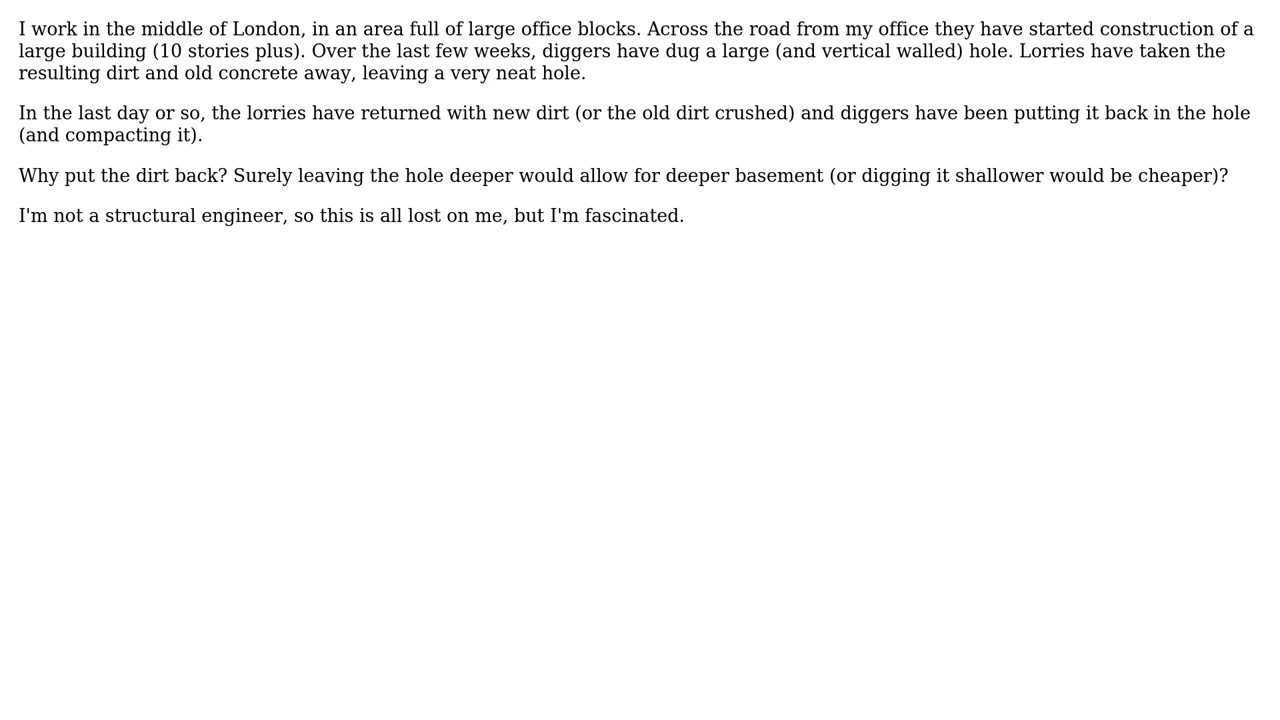 I work in the middle of London, in an area full of large office blocks. Across the road from my office they have started construction of a
large building (10 stories plus). Over the last few weeks, diggers have dug a large (and vertical walled) hole. Lorries have taken the
resulting dirt and old concrete away, leaving a very neat hole.
In the last day or so, the lorries have returned with new dirt (or the old dirt crushed) and diggers have been putting it back in the hole
(and compacting it).
Why put the dirt back? Surely leaving the hole deeper would allow for deeper basement (or digging it shallower would be cheaper)?
I'm not a structural engineer, so this is all lost on me, but I'm fascinated.